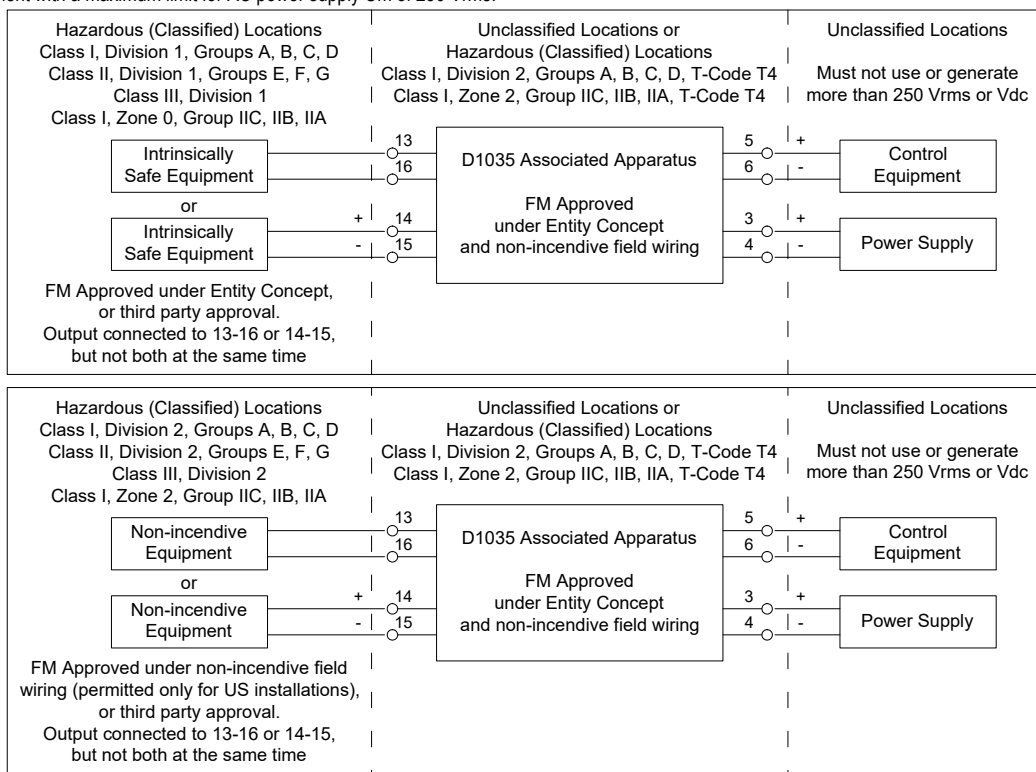 Hazardous (Classified) Locations
Class I, Division 1, Groups A, B, C, D
Class II, Division 1, Groups E, F, G
Class III, Division 1
Class I, Zone 0, Group IIC, IIB, IIA
Unclassified Locations or
Hazardous (Classified) Locations
Class I, Division 2, Groups A, B, C, D, T-Code T4
Class I, Zone 2, Group IIC, IIB, IIA, T-Code T4
Unclassified Locations
Must not use or generate
more than 250 Vrms or Vdc
Intrinsically
Safe Equipment
or
Intrinsically
Safe Equipment
13
16
+ 14
- 15
D1035 Associated Apparatus
FM Approved
under Entity Concept
and non-incendive field wiring
5 +
6 -
3 +
4 -
Control
Equipment
Power Supply
FM Approved under Entity Concept,
or third party approval.
Output connected to 13-16 or 14-15,
but not both at the same time
Hazardous (Classified) Locations
Class I, Division 2, Groups A, B, C, D
Class II, Division 2, Groups E, F, G
Class III, Division 2
Class I, Zone 2, Group IIC, IIB, IIA
Unclassified Locations or
Hazardous (Classified) Locations
Class I, Division 2, Groups A, B, C, D, T-Code T4
Class I, Zone 2, Group IIC, IIB, IIA, T-Code T4
Unclassified Locations
Must not use or generate
more than 250 Vrms or Vdc
Non-incendive
Equipment
or
Non-incendive
Equipment
13
16
+ 14
- 15
D1035 Associated Apparatus
FM Approved
under Entity Concept
and non-incendive field wiring
5 +
6 -
3 +
4 -
Control
Equipment
Power Supply
FM Approved under non-incendive field
wiring (permitted only for US installations),
or third party approval.
Output connected to 13-16 or 14-15,
but not both at the same time